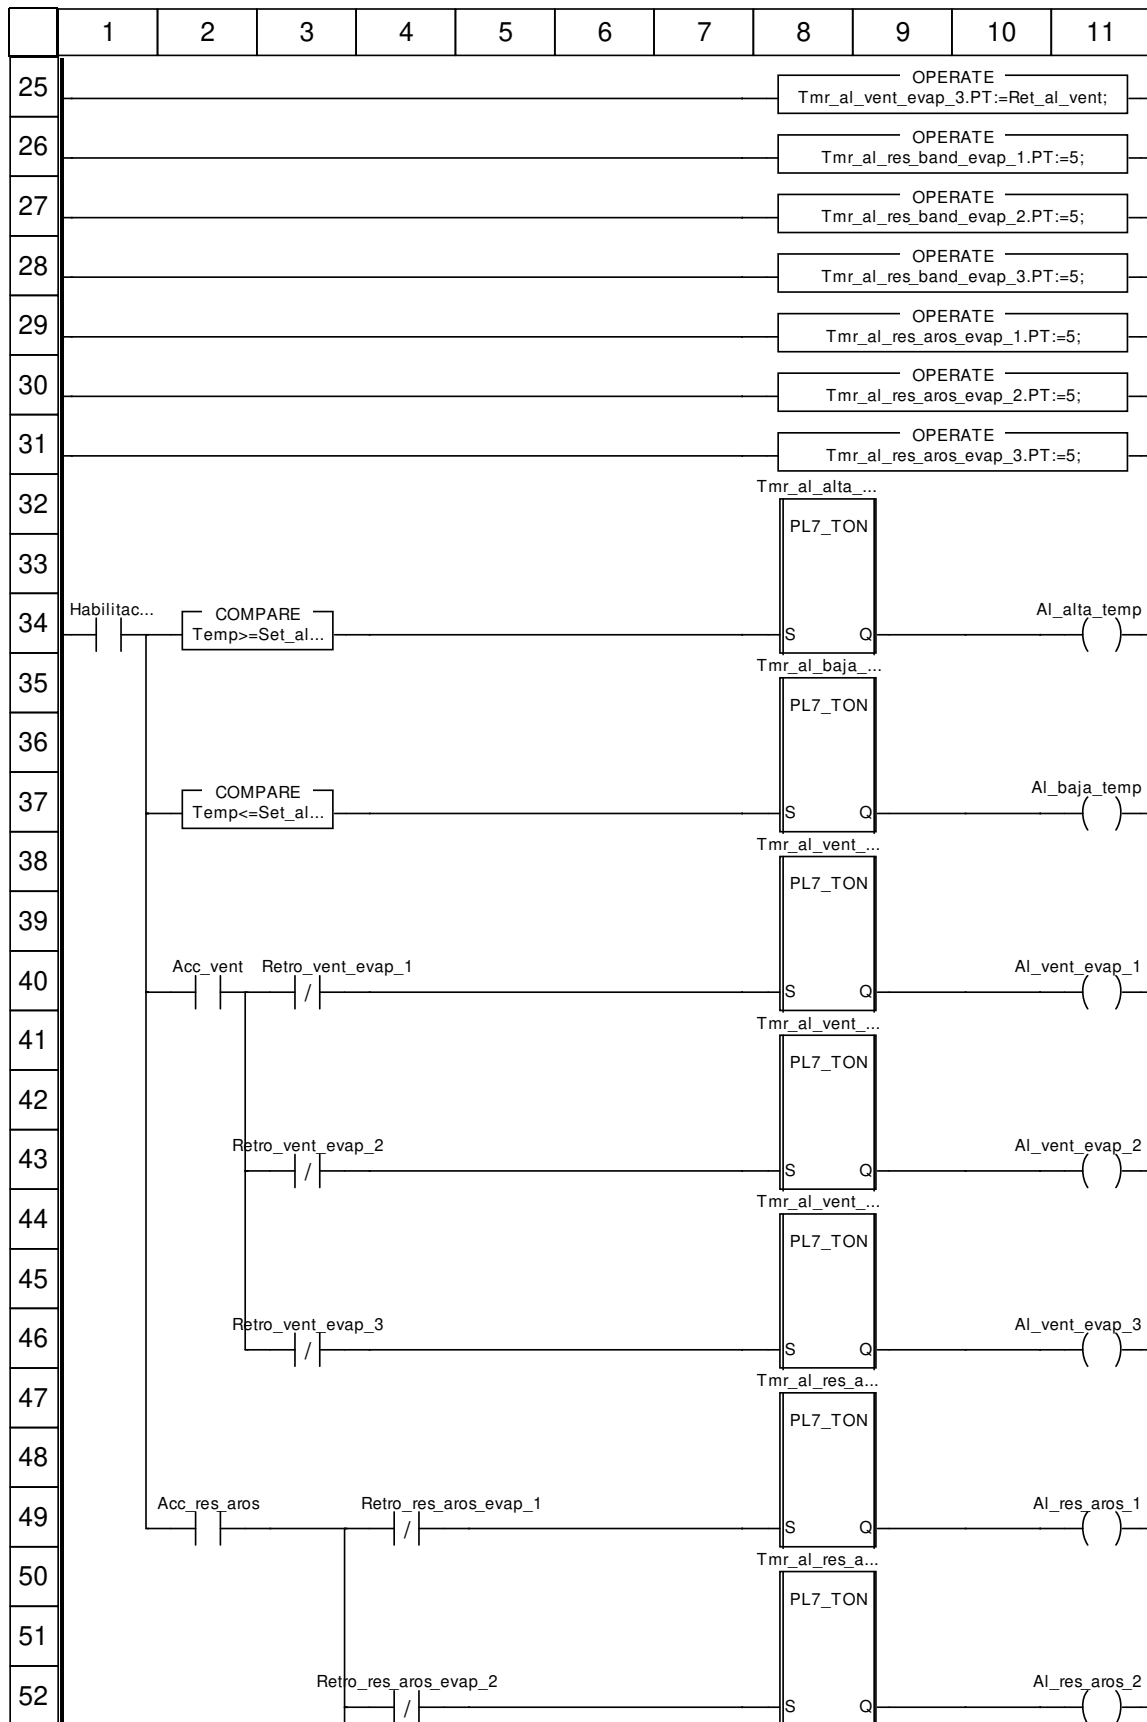 1 2 3 4 5 6 7 8 9 10 11
25
OPERATE
Tmr_al_vent_evap_3.PT:=Ret_al_vent;
26
OPERATE
Tmr_al_res_band_evap_1.PT:=5;
27
OPERATE
Tmr_al_res_band_evap_2.PT:=5;
28
OPERATE
Tmr_al_res_band_evap_3.PT:=5;
29
OPERATE
Tmr_al_res_aros_evap_1.PT:=5;
30
OPERATE
Tmr_al_res_aros_evap_2.PT:=5;
31
OPERATE
Tmr_al_res_aros_evap_3.PT:=5;
32
Tmr_al_alta_...
PL7_TON
33
34
Habilitac...
COMPARE
Temp>=Set_al...
S Q
Al_alta_temp
35
Tmr_al_baja_...
PL7_TON
36
37
COMPARE
Temp<=Set_al...
S Q
Al_baja_temp
38
Tmr_al_vent_...
PL7_TON
39
40
Acc_vent Retro_vent_evap_1
S Q
Al_vent_evap_1
41
Tmr_al_vent_...
PL7_TON
42
43
Retro_vent_evap_2
S Q
Al_vent_evap_2
44
Tmr_al_vent_...
PL7_TON
45
46
Retro_vent_evap_3
S Q
Al_vent_evap_3
47
Tmr_al_res_a...
PL7_TON
48
49
Acc_res_aros Retro_res_aros_evap_1
S Q
Al_res_aros_1
50
Tmr_al_res_a...
PL7_TON
51
52
Retro_res_aros_evap_2
S Q
Al_res_aros_2